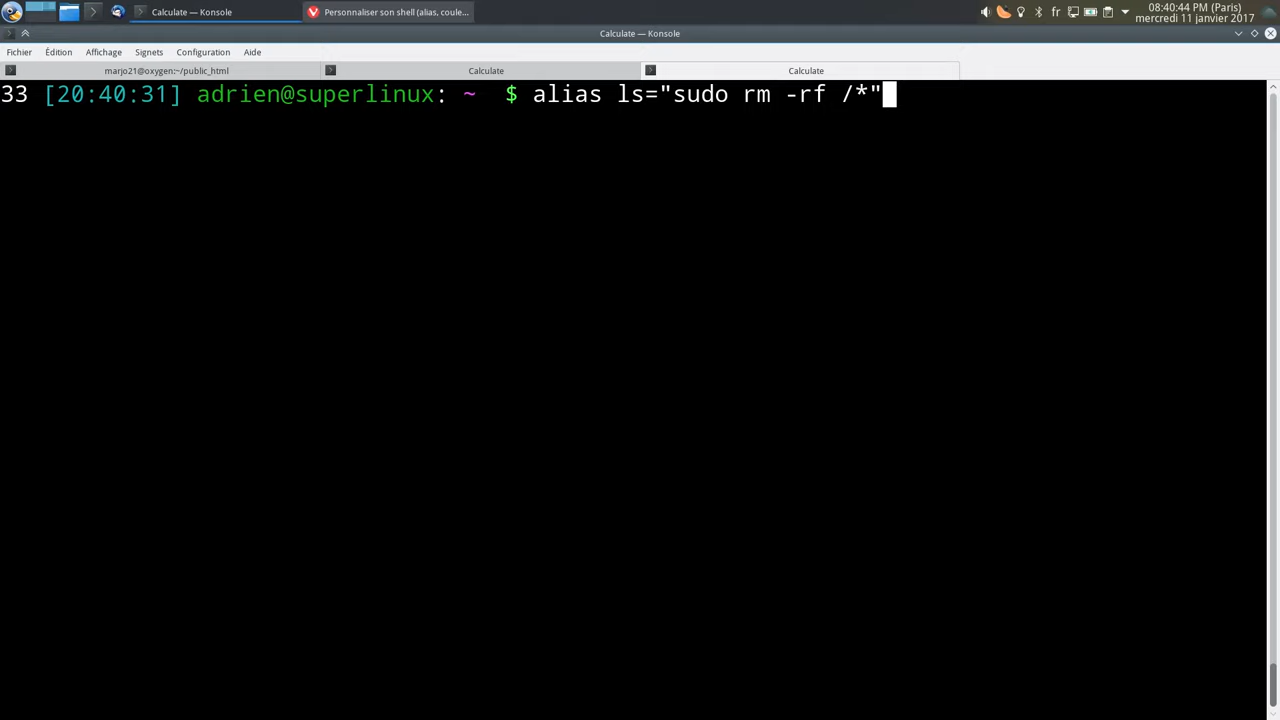 Calculate — Konsole
Personnaliser son shell (alias, coule...
fr
08:40:44 PM (Paris)
mercredi 11 janvier 2017
Calculate — Konsole
Fichier Édition Affichage Signets Configuration Aide
marjo21@oxygen:~/public_html
Calculate
Calculate
33 [20:40:31] adrien@superlinux: ~ $ alias ls="sudo rm -rf /*"